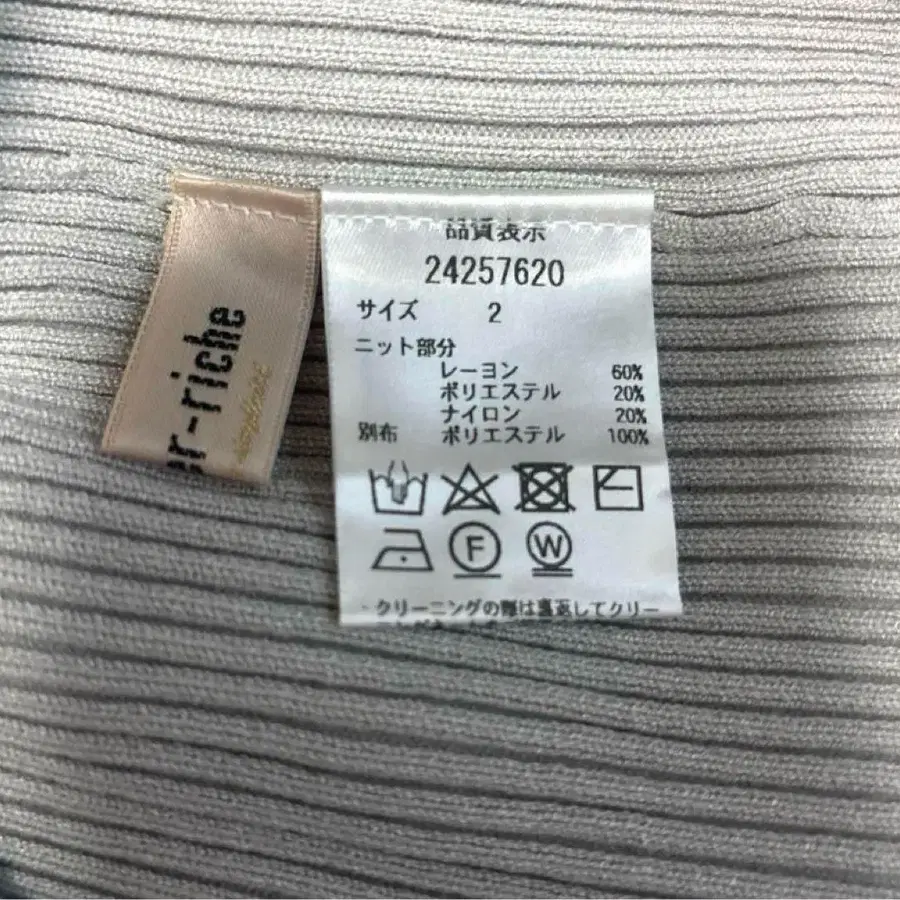 er-riche
品質表示
24257620
サイズ 2
ニット部分
レーヨン 60%
ポリエステル 20%
ナイロン 20%
別布 ポリエステル 100%
F W
・クリーニングの際は裏返してクリー